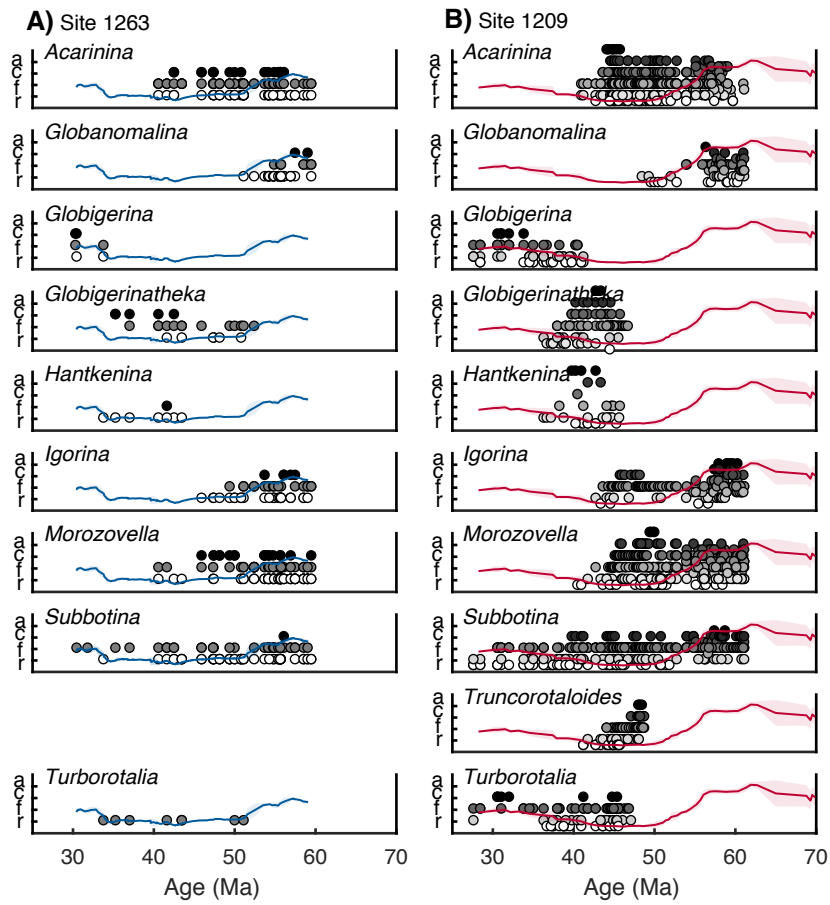 A) Site 1263
Acarinina
a
c
f
r
Globanomalina
a
c
f
r
Globigerina
a
c
f
r
Globigerinatheka
a
c
f
r
Hantkenina
a
c
f
r
Igorina
a
c
f
r
Morozovella
a
c
f
r
Subbotina
a
c
f
r
Turborotalia
a
c
f
r
30 40 50 60 70
Age (Ma)
B) Site 1209
Acarinina
a
c
f
r
Globanomalina
a
c
f
r
Globigerina
a
c
f
r
Globigerinatheka
a
c
f
r
Hantkenina
a
c
f
r
Igorina
a
c
f
r
Morozovella
a
c
f
r
Subbotina
a
c
f
r
Truncorotaloides
a
c
f
r
Turborotalia
a
c
f
r
30 40 50 60 70
Age (Ma)